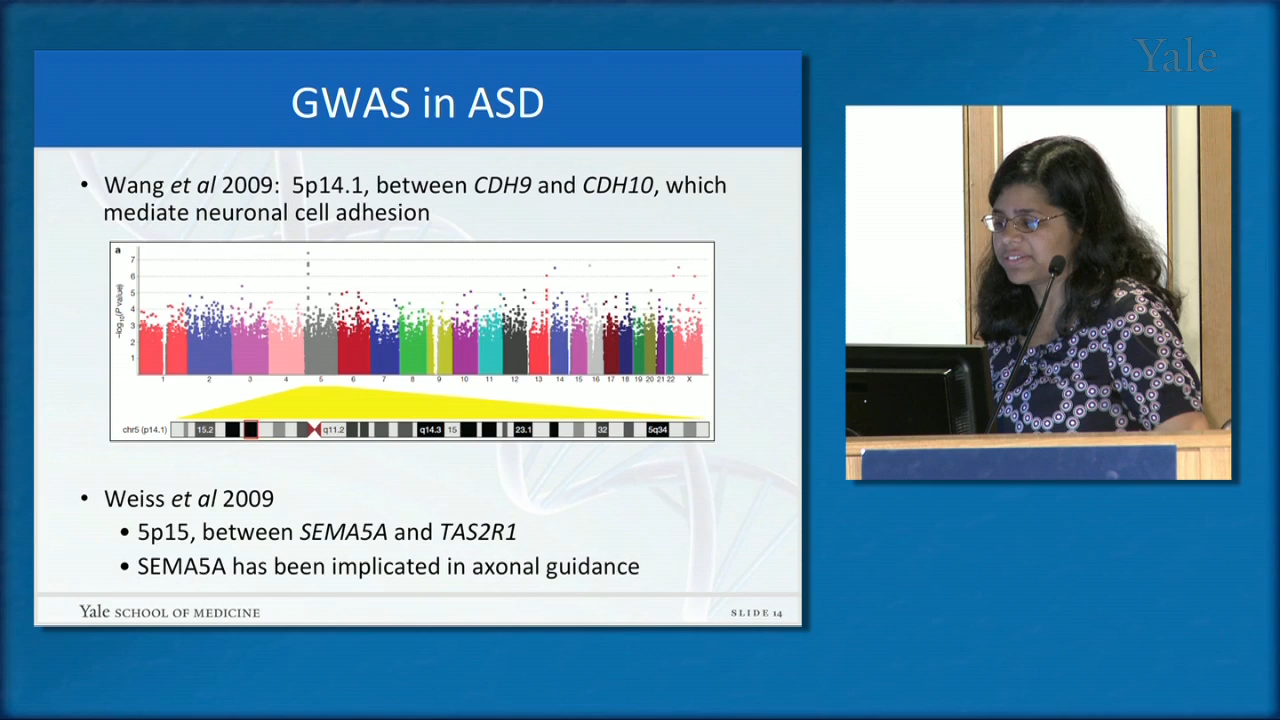 Yale
GWAS in ASD
• Wang et al 2009: 5p14.1, between CDH9 and CDH10, which
mediate neuronal cell adhesion
a
7
6
5
4
3
2
1
–log10(P value)
1 2 3 4 5 6 7 8 9 10 11 12 13 14 15 16 17 18 19 20 21 22 X
chr5 (p14.1) 15.2 q11.2 q14.3 15 23.1 32 5q34
• Weiss et al 2009
• 5p15, between SEMA5A and TAS2R1
• SEMA5A has been implicated in axonal guidance
Yale SCHOOL OF MEDICINE
SLIDE 14